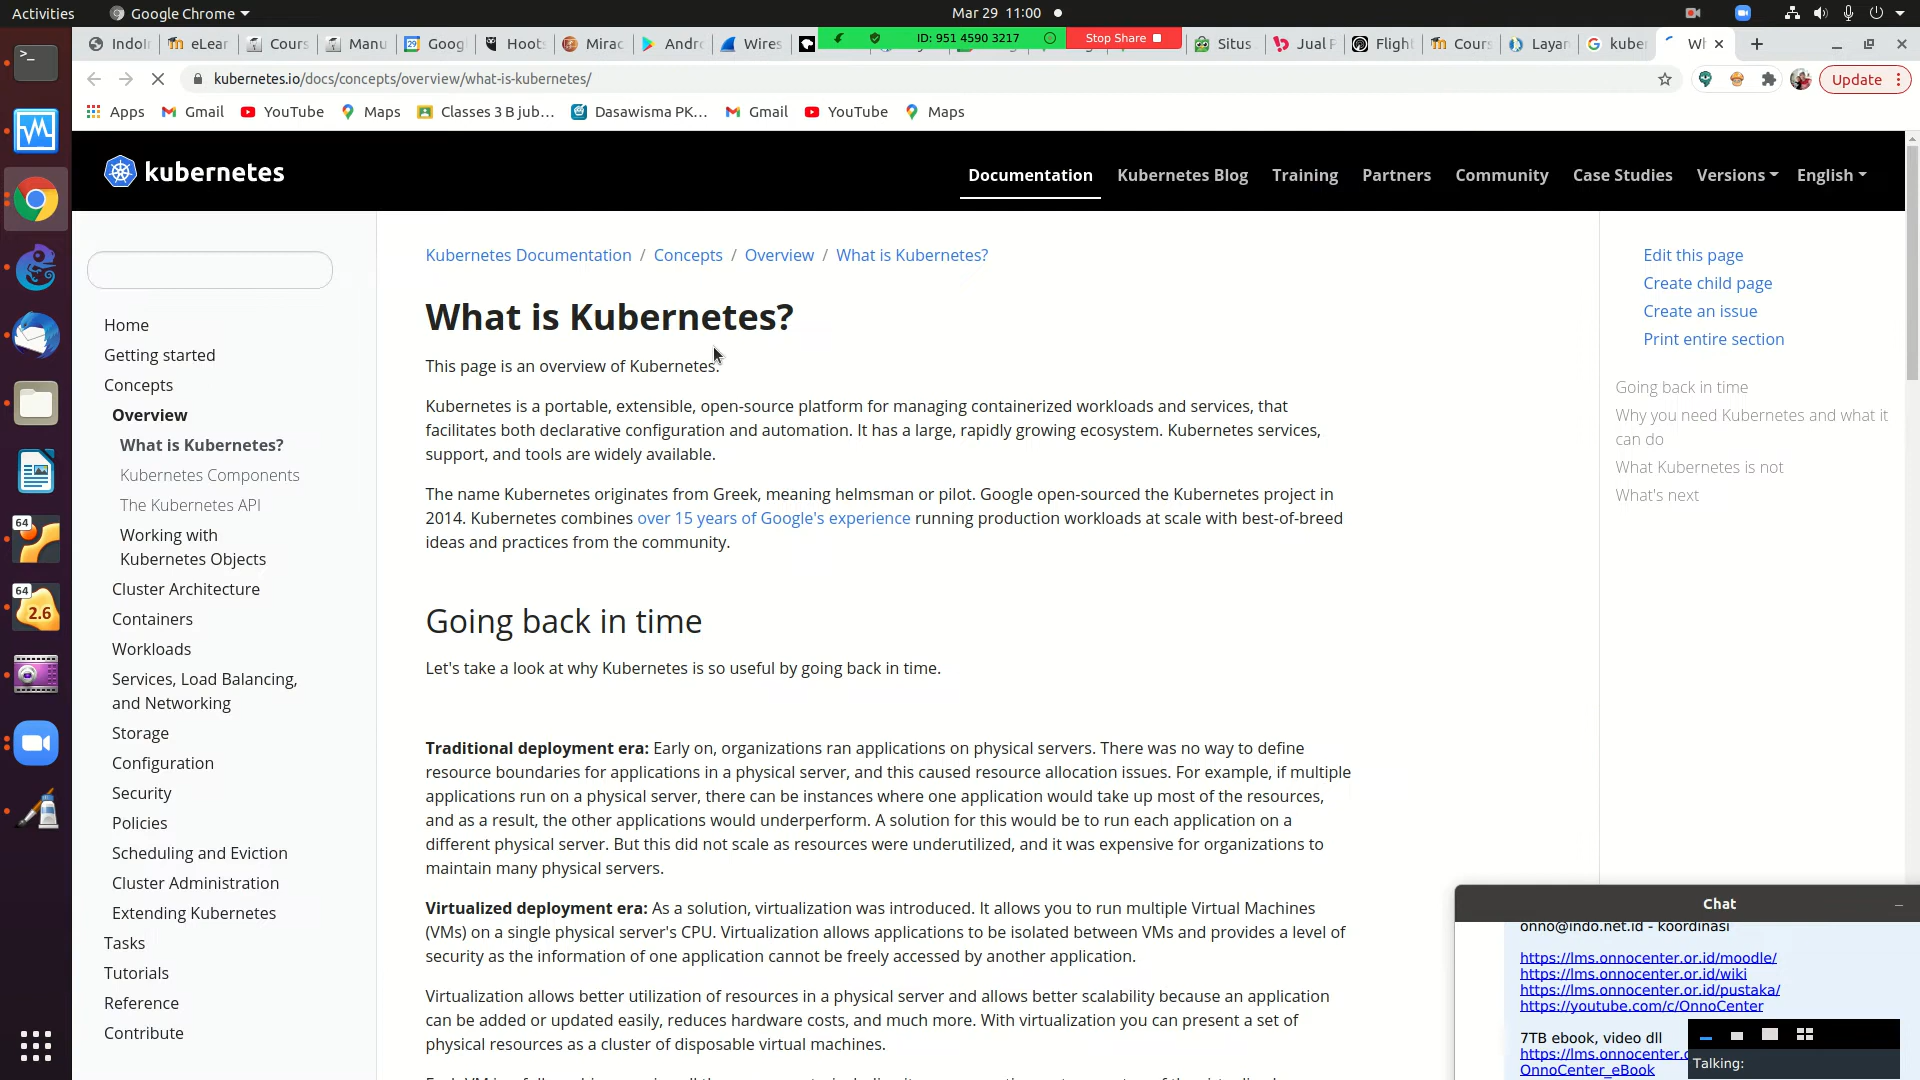 Activities
Google Chrome
Mar 29 11:00
Indo
eLear
Cours
Manu
Goog
Hoots
Mirac
Andro
Wires
ID: 951 4590 3217
Stop Share
Situs
Jual P
Flight
Cours
Layan
kuber
Wh
kubernetes.io/docs/concepts/overview/what-is-kubernetes/
Update
Apps
Gmail
YouTube
Maps
Classes 3 B jub...
Dasawisma PK...
Gmail
YouTube
Maps
kubernetes
Documentation
Kubernetes Blog
Training
Partners
Community
Case Studies
Versions
English
Home
Getting started
Concepts
Overview
What is Kubernetes?
Kubernetes Components
The Kubernetes API
Working with
Kubernetes Objects
Cluster Architecture
Containers
Workloads
Services, Load Balancing,
and Networking
Storage
Configuration
Security
Policies
Scheduling and Eviction
Cluster Administration
Extending Kubernetes
Tasks
Tutorials
Reference
Contribute
64
64
2.6
Kubernetes Documentation / Concepts / Overview / What is Kubernetes?
What is Kubernetes?
This page is an overview of Kubernetes.
Kubernetes is a portable, extensible, open-source platform for managing containerized workloads and services, that
facilitates both declarative configuration and automation. It has a large, rapidly growing ecosystem. Kubernetes services,
support, and tools are widely available.
The name Kubernetes originates from Greek, meaning helmsman or pilot. Google open-sourced the Kubernetes project in
2014. Kubernetes combines over 15 years of Google's experience running production workloads at scale with best-of-breed
ideas and practices from the community.
Going back in time
Let's take a look at why Kubernetes is so useful by going back in time.
Traditional deployment era: Early on, organizations ran applications on physical servers. There was no way to define
resource boundaries for applications in a physical server, and this caused resource allocation issues. For example, if multiple
applications run on a physical server, there can be instances where one application would take up most of the resources,
and as a result, the other applications would underperform. A solution for this would be to run each application on a
different physical server. But this did not scale as resources were underutilized, and it was expensive for organizations to
maintain many physical servers.
Virtualized deployment era: As a solution, virtualization was introduced. It allows you to run multiple Virtual Machines
(VMs) on a single physical server's CPU. Virtualization allows applications to be isolated between VMs and provides a level of
security as the information of one application cannot be freely accessed by another application.
Virtualization allows better utilization of resources in a physical server and allows better scalability because an application
can be added or updated easily, reduces hardware costs, and much more. With virtualization you can present a set of
physical resources as a cluster of disposable virtual machines.
Edit this page
Create child page
Create an issue
Print entire section
Going back in time
Why you need Kubernetes and what it
can do
What Kubernetes is not
What's next
Chat
onno@indo.net.id - koordinasi
https://lms.onnocenter.or.id/moodle/
https://lms.onnocenter.or.id/wiki
https://lms.onnocenter.or.id/pustaka/
https://youtube.com/c/OnnoCenter
7TB ebook, video dll
https://lms.onnocenter.o
OnnoCenter_eBook
Talking: